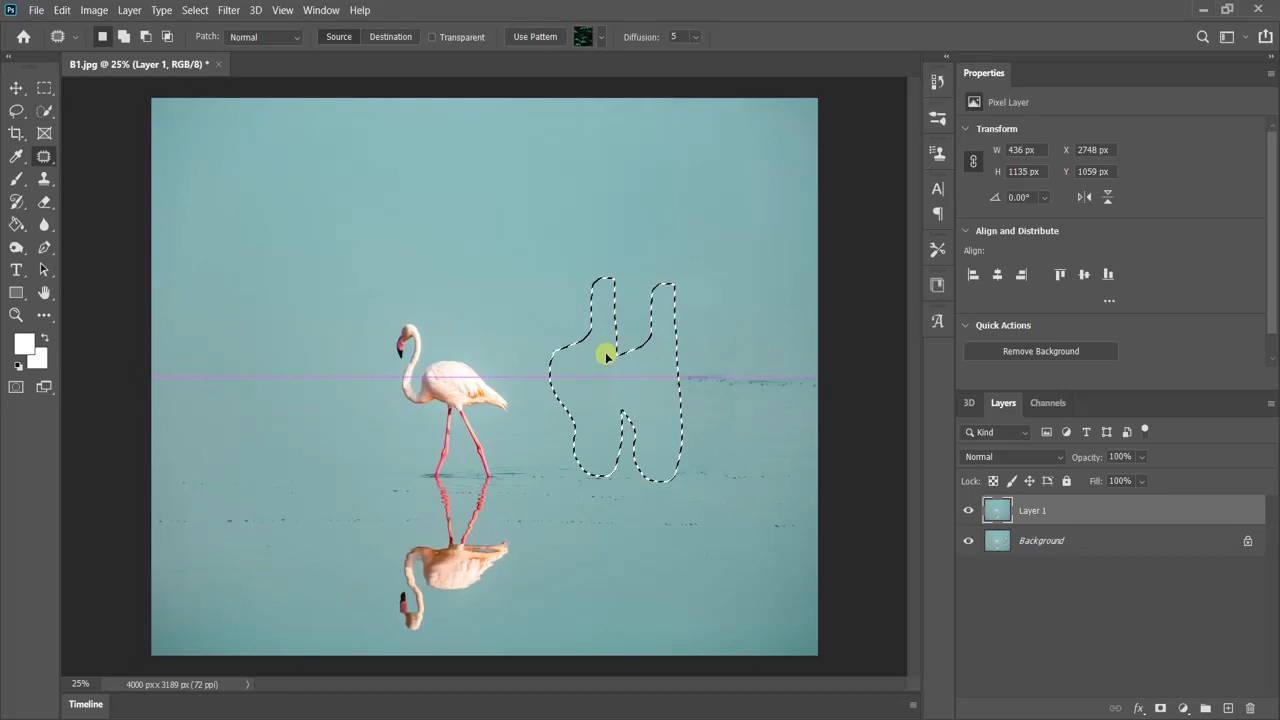 Ps File Edit Image Layer Type Select Filter 3D View Window Help
Patch: Normal Source Destination Transparent Use Pattern Diffusion: 5
B1.jpg @ 25% (Layer 1, RGB/8) *
Properties
Pixel Layer
Transform
W 436 px X 2748 px
H 1135 px Y 1059 px
0.00°
Align and Distribute
Align:
Quick Actions
Remove Background
3D Layers Channels
Kind
Normal Opacity: 100%
Lock: Fill: 100%
Layer 1
Background
25% 4000 px x 3189 px (72 ppi)
Timeline